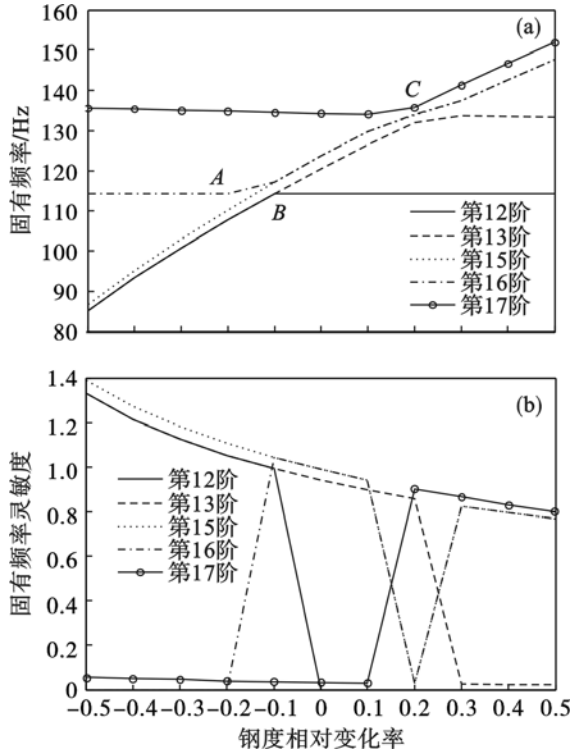 (a)
160
150
140
130
120
110
100
90
80
固有频率/Hz
A
B
C
第12阶
第13阶
第15阶
第16阶
第17阶
(b)
1.4
1.2
1.0
0.8
0.6
0.4
0.2
0
固有频率灵敏度
第12阶
第13阶
第15阶
第16阶
第17阶
-0.5 -0.4 -0.3 -0.2 -0.1 0 0.1 0.2 0.3 0.4 0.5
钢度相对变化率